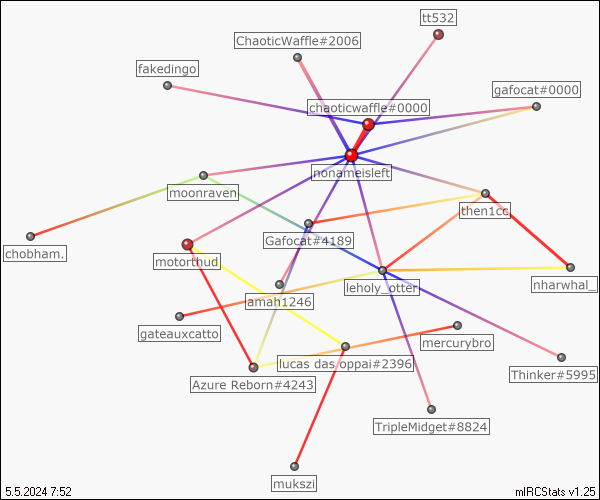 tt532
ChaoticWaffle#2006
fakedingo
gafocat#0000
chaoticwaffle#0000
nonameisleft
moonraven
then1cc
Gafocat#4189
chobham.
motorthud
leholy_otter
nharwhal_
amah1246
gateauxcatto
mercurybro
lucas das oppai#2396
Thinker#5995
Azure Reborn#4243
TripleMidget#8824
mukszi
5.5.2024 7:52
mIRCStats v1.25